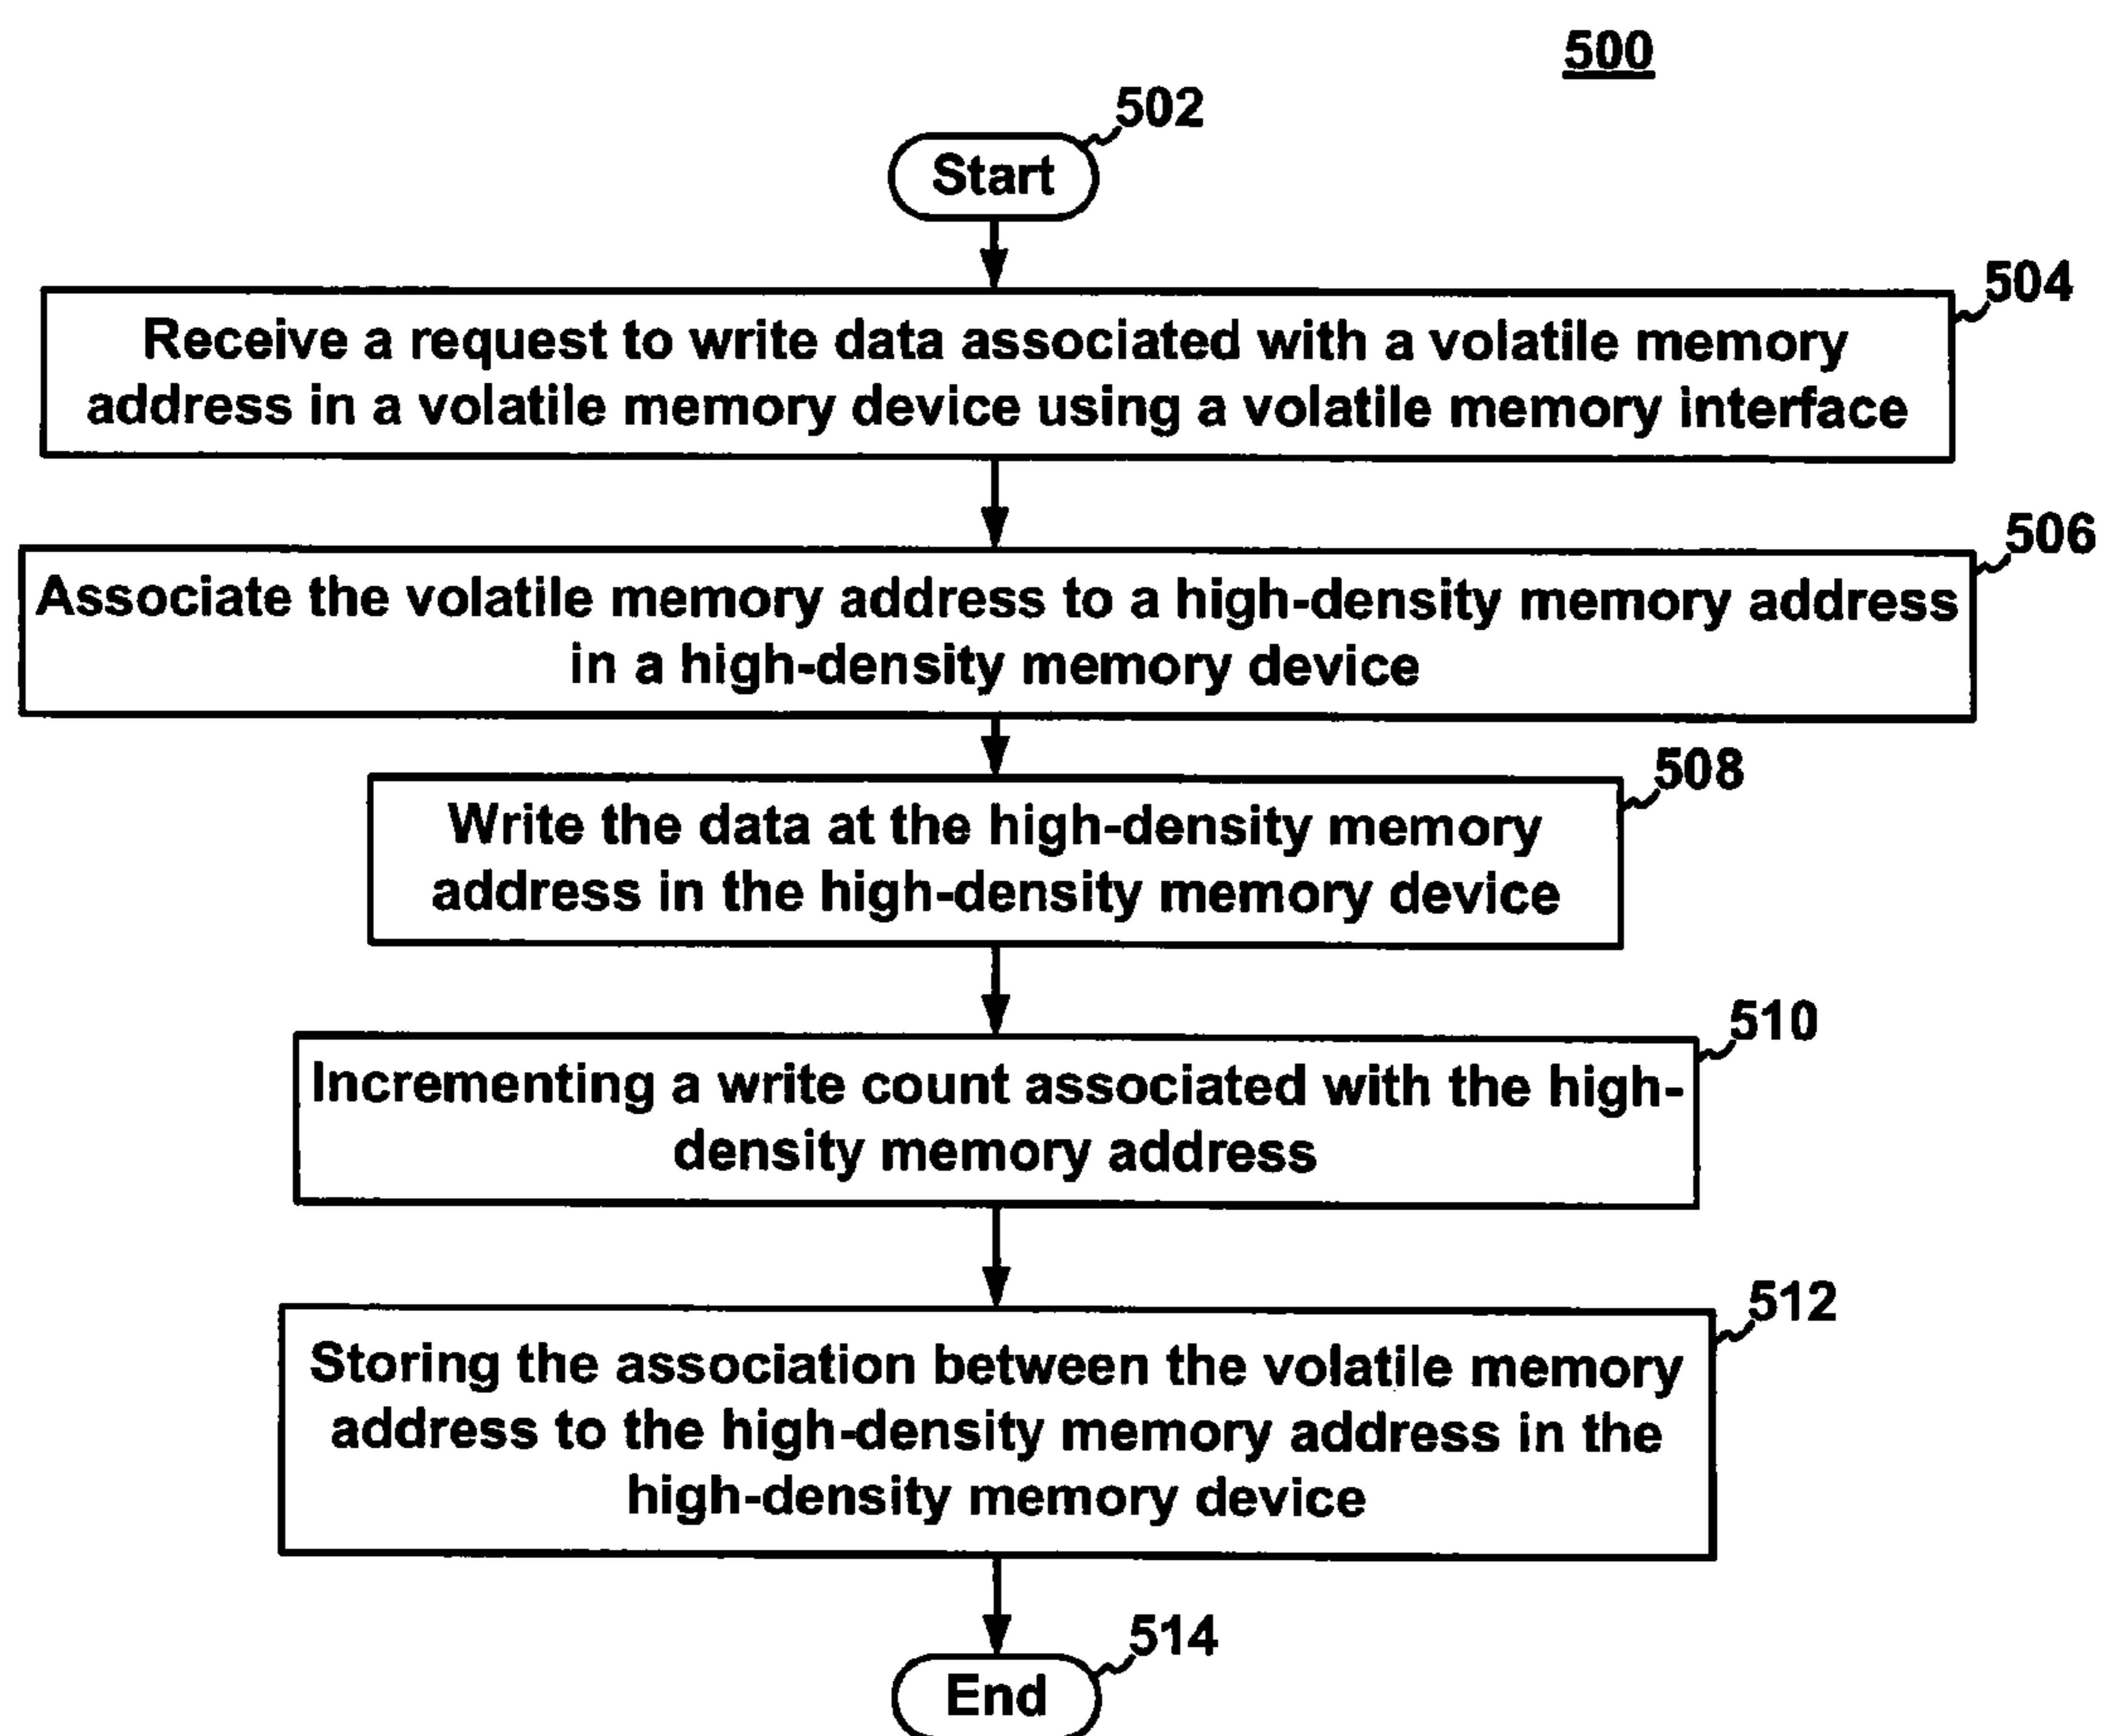 500
502
Start
504
Receive a request to write data associated with a volatile memory
address in a volatile memory device using a volatile memory interface
506
Associate the volatile memory address to a high-density memory address
in a high-density memory device
508
Write the data at the high-density memory
address in the high-density memory device
510
Incrementing a write count associated with the high-
density memory address
512
Storing the association between the volatile memory
address to the high-density memory address in the
high-density memory device
514
End